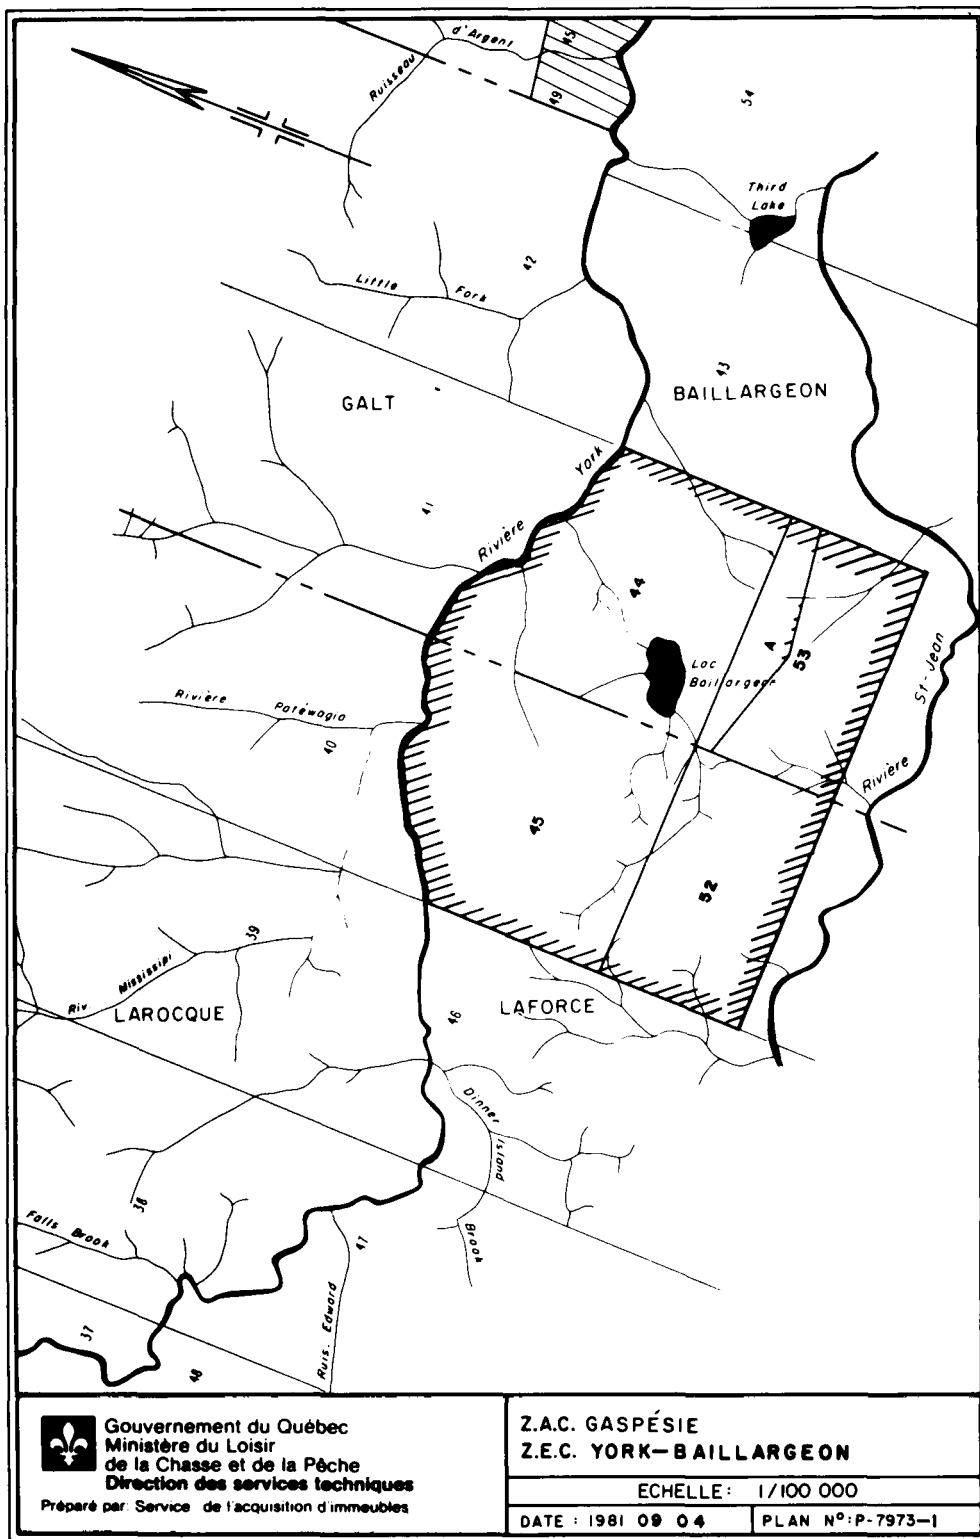 d'Argent
Ruisseau
45
49
54
Third
Lake
42
Little Fork
43
GALT
BAILLARGEON
41
Rivière York
44
A
53
Lac
Baillargeon
St-Jean
Rivière
Rivière Patéwagia
40
45
52
39
Riv Mississipi
LAROCQUE
LAFORCE
46
Dinner
Island
Brook
38
Falls Brook
47
Ruis. Edward
37
48
Gouvernement du Québec
Ministère du Loisir
de la Chasse et de la Pêche
Direction des services techniques
Préparé par: Service de l'acquisition d'immeubles
Z.A.C. GASPÉSIE
Z.E.C. YORK-BAILLARGEON
ECHELLE: 1/100 000
DATE : 1981 09 04
PLAN Nº: P-7973-1